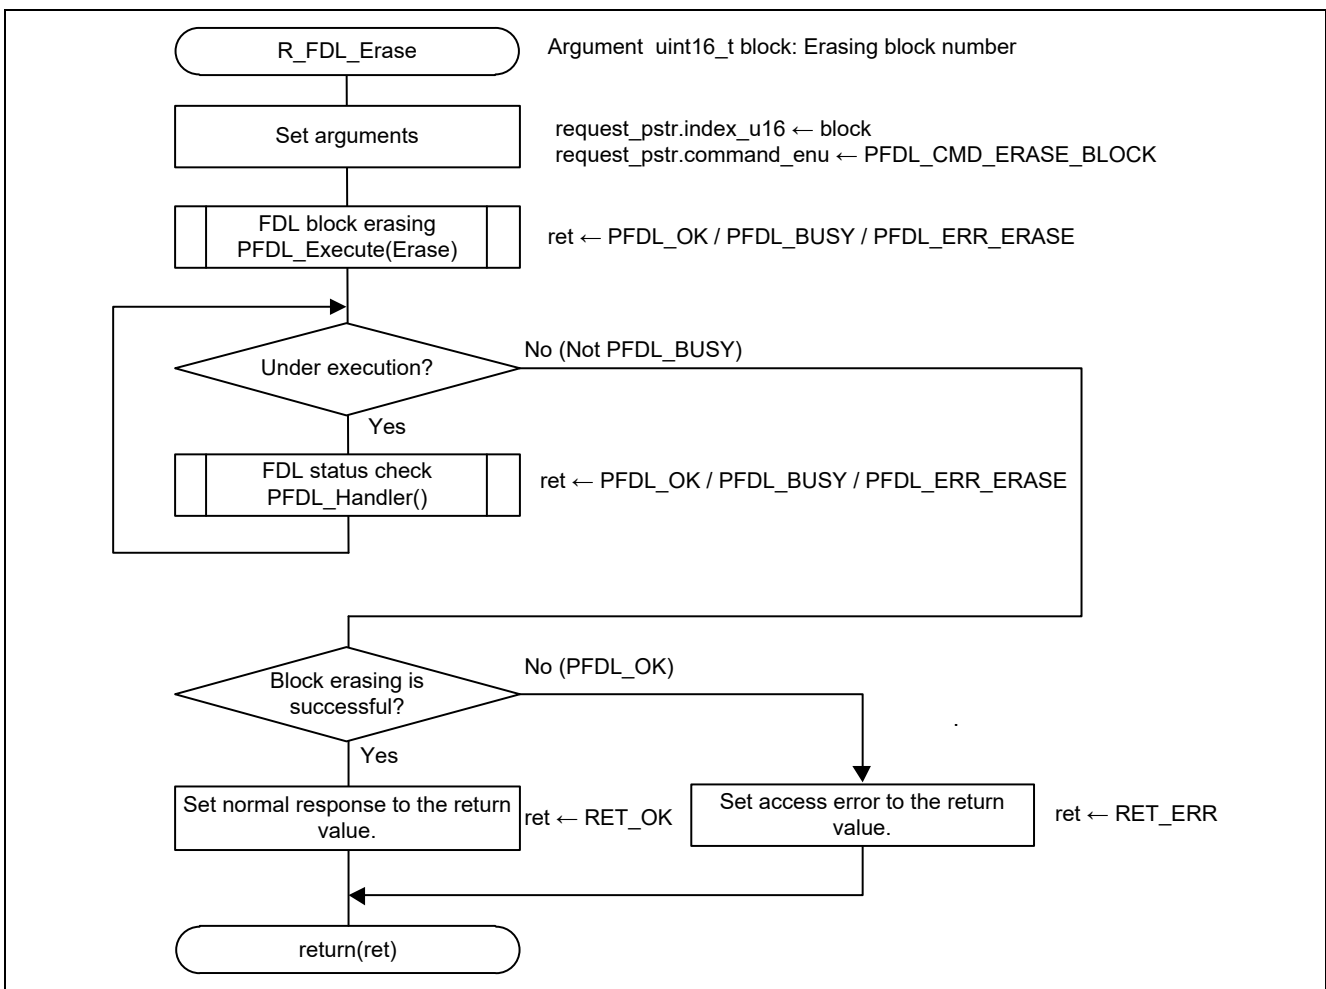 R_FDL_Erase
Argument  uint16_t block: Erasing block number
Set arguments
request_pstr.index_u16 ← block
request_pstr.command_enu ← PFDL_CMD_ERASE_BLOCK
FDL block erasing
PFDL_Execute(Erase)
ret ← PFDL_OK / PFDL_BUSY / PFDL_ERR_ERASE
No (Not PFDL_BUSY)
Under execution?
Yes
FDL status check
PFDL_Handler()
ret ← PFDL_OK / PFDL_BUSY / PFDL_ERR_ERASE
No (PFDL_OK)
Block erasing is
successful?
Yes
Set normal response to the return
value.
ret ← RET_OK
Set access error to the return
value.
ret ← RET_ERR
return(ret)